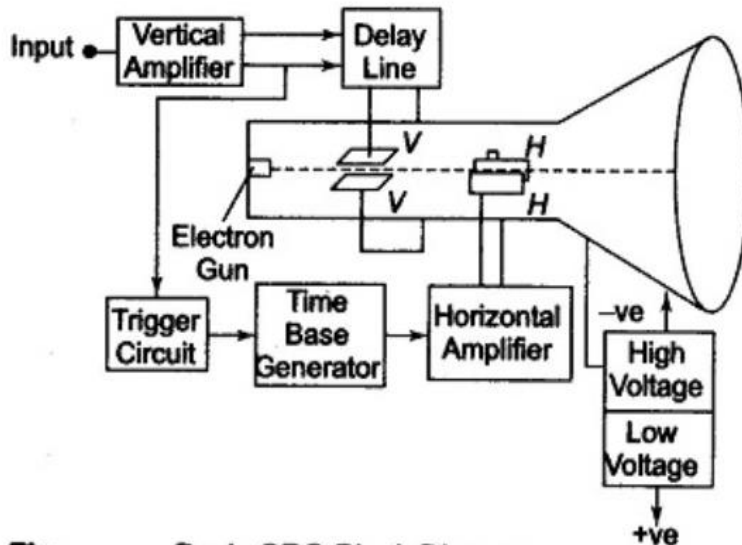 Input
Vertical
Amplifier
Delay
Line
V
H
V
H
Electron
Gun
Trigger
Circuit
Time
Base
Generator
Horizontal
Amplifier
–ve
High
Voltage
Low
Voltage
+ve